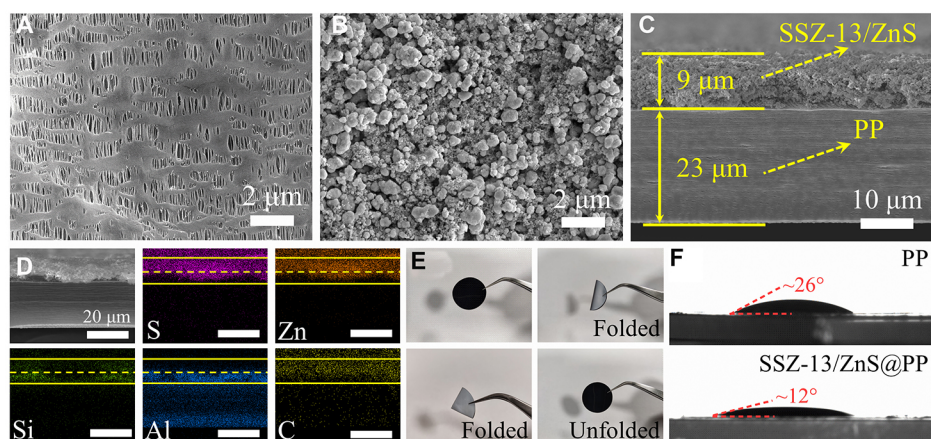 A
2 μm
B
2 μm
C
SSZ-13/ZnS
9 μm
PP
23 μm
10 μm
D
20 μm
S
Zn
Si
Al
C
E
Folded
Folded
Unfolded
F
PP
~26°
SSZ-13/ZnS@PP
~12°